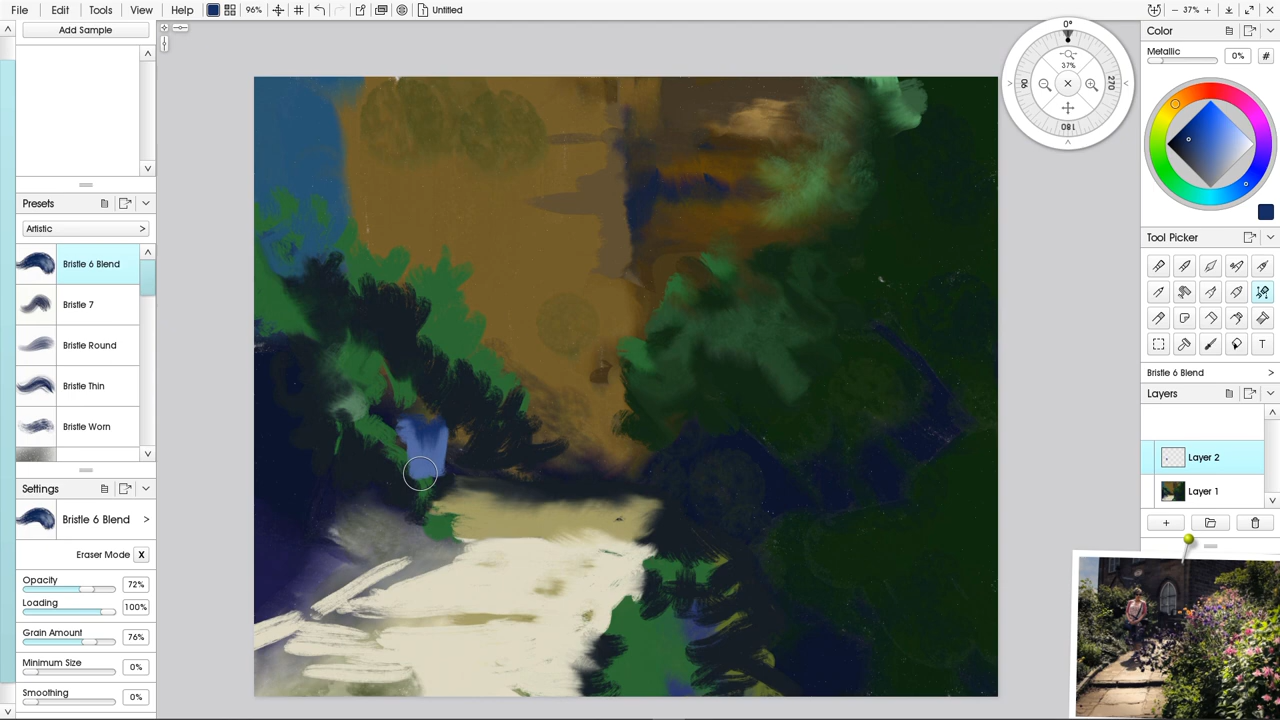 File Edit Tools View Help 96% Untitled 37%
Add Sample
0°
37%
90
270
180
Color
Metallic 0% #
Presets
Artistic >
Bristle 6 Blend
Bristle 7
Bristle Round
Bristle Thin
Bristle Worn
Tool Picker
T
Bristle 6 Blend >
Layers
Layer 2
Layer 1
Settings
Bristle 6 Blend >
Eraser Mode X
Opacity 72%
Loading 100%
Grain Amount 76%
Minimum Size 0%
Smoothing 0%